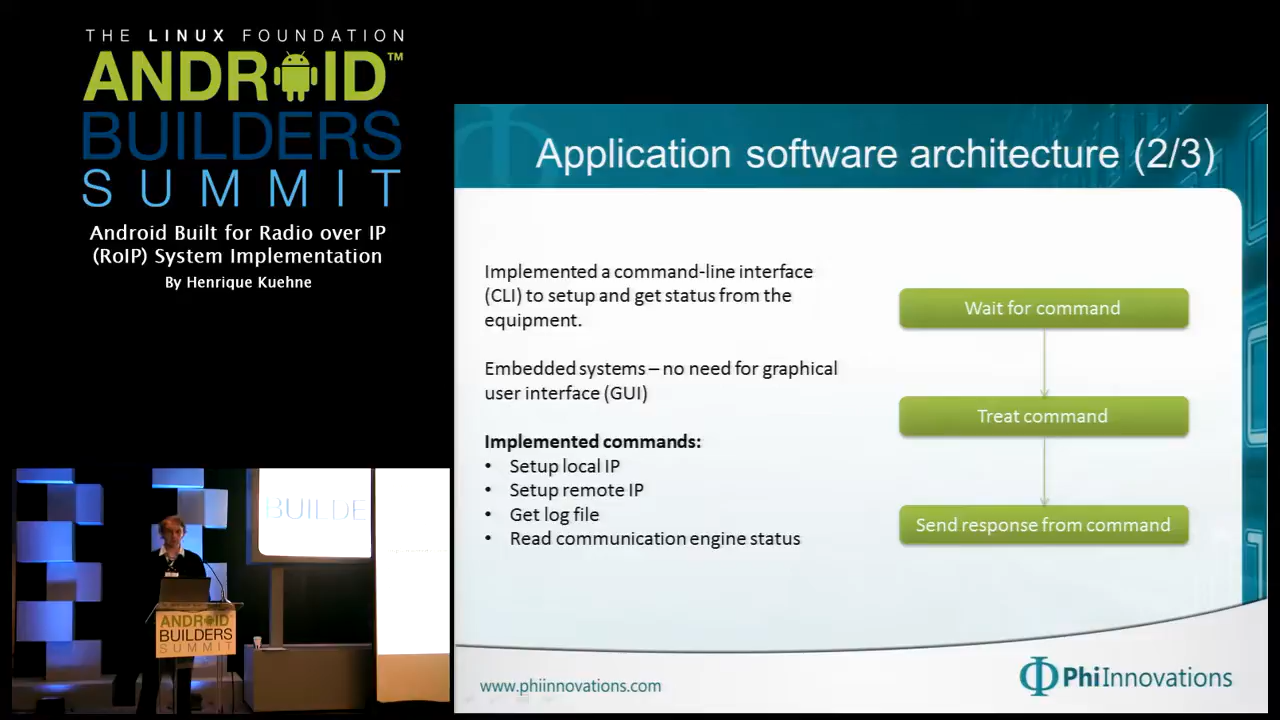 THE LINUX FOUNDATION
ANDROID™
BUILDERS
SUMMIT
Android Built for Radio over IP
(RoIP) System Implementation
By Henrique Kuehne
Application software architecture (2/3)
Implemented a command-line interface
(CLI) to setup and get status from the
equipment.
Embedded systems – no need for graphical
user interface (GUI)
Implemented commands:
• Setup local IP
• Setup remote IP
• Get log file
• Read communication engine status
Wait for command
Treat command
Send response from command
www.phiinnovations.com
PhiInnovations
BUILDE
ANDROID
BUILDERS
SUMMIT